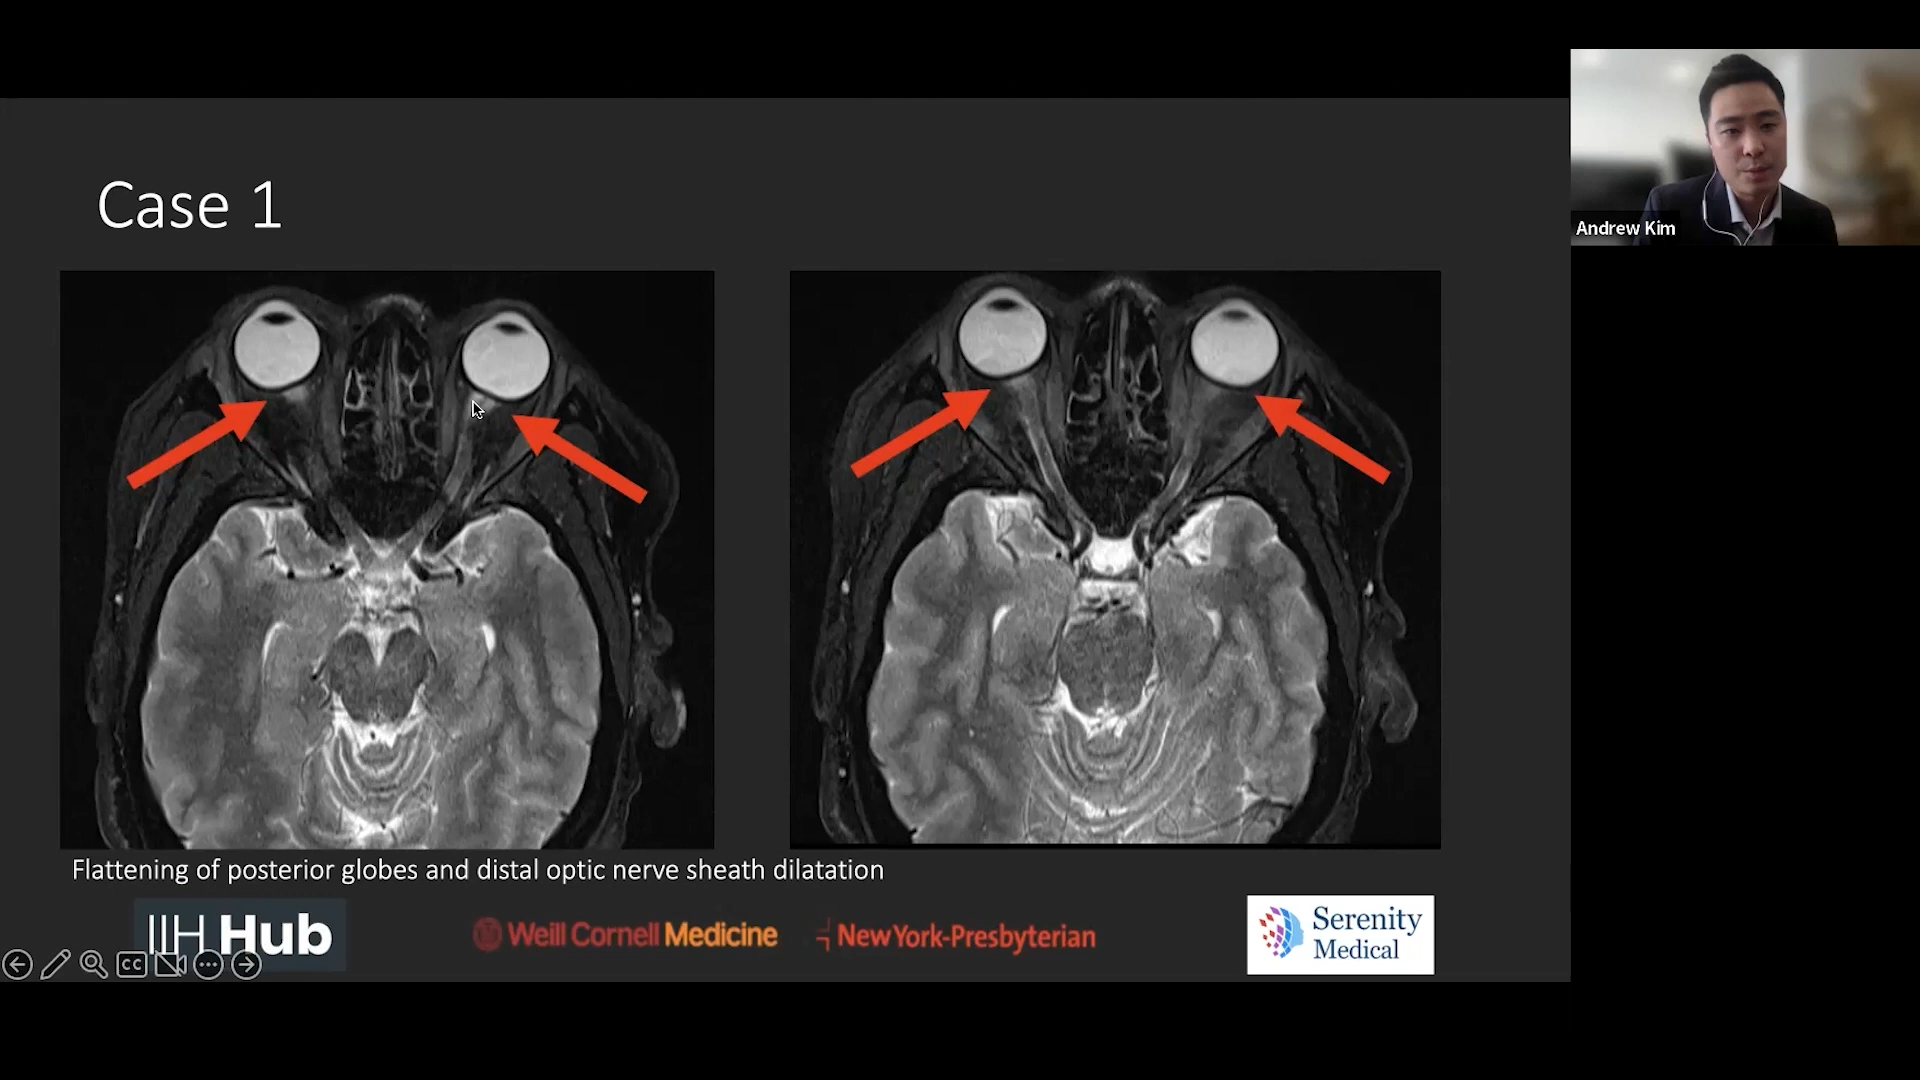 Case 1
Andrew Kim
Flattening of posterior globes and distal optic nerve sheath dilatation
IIH Hub
Weill Cornell Medicine
NewYork-Presbyterian
Serenity
Medical
CC